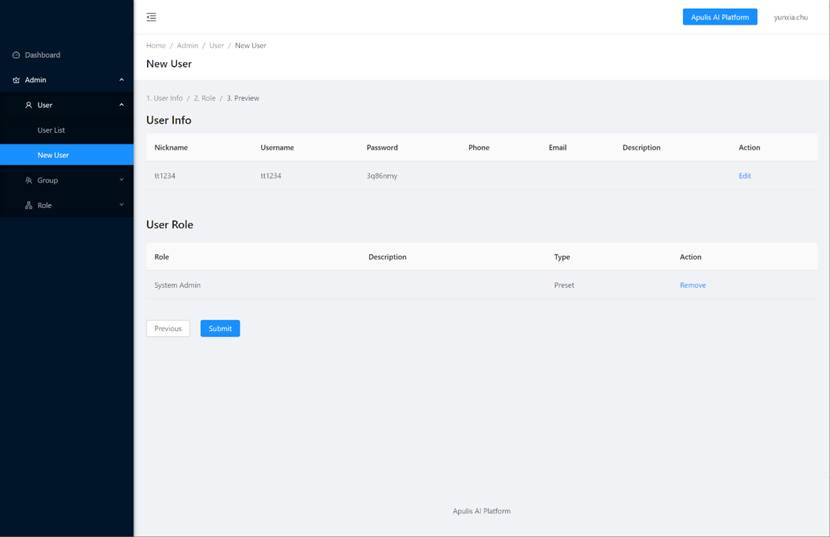 Apulis AI Platform yunxia.chu
Dashboard
Admin
User
User List
New User
Group
Role
Home / Admin / User / New User
New User
1. User Info / 2. Role / 3. Preview
User Info
Nickname Username Password Phone Email Description Action
tt1234 tt1234 3q86nmy Edit
User Role
Role Description Type Action
System Admin Preset Remove
Previous Submit
Apulis AI Platform